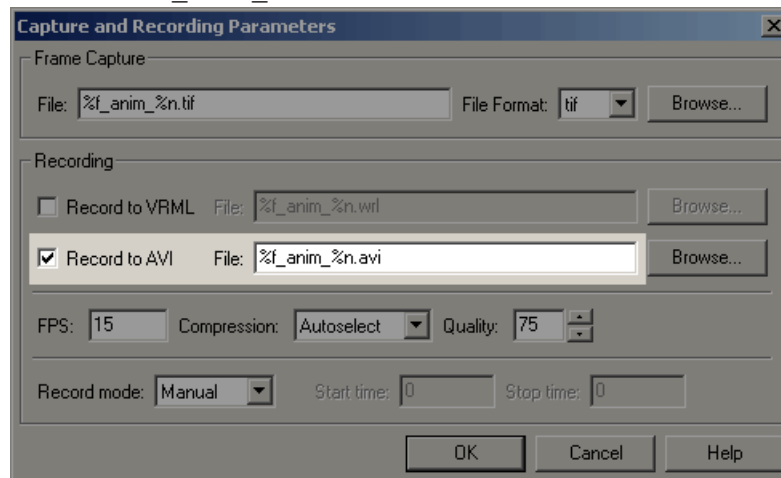 Capture and Recording Parameters
Frame Capture
File: %f_anim_%n.tif File Format: tif Browse...
Recording
Record to VRML File: %f_anim_%n.wrl Browse...
Record to AVI File: %f_anim_%n.avi Browse...
FPS: 15 Compression: Autoselect Quality: 75
Record mode: Manual Start time: 0 Stop time: 0
OK Cancel Help